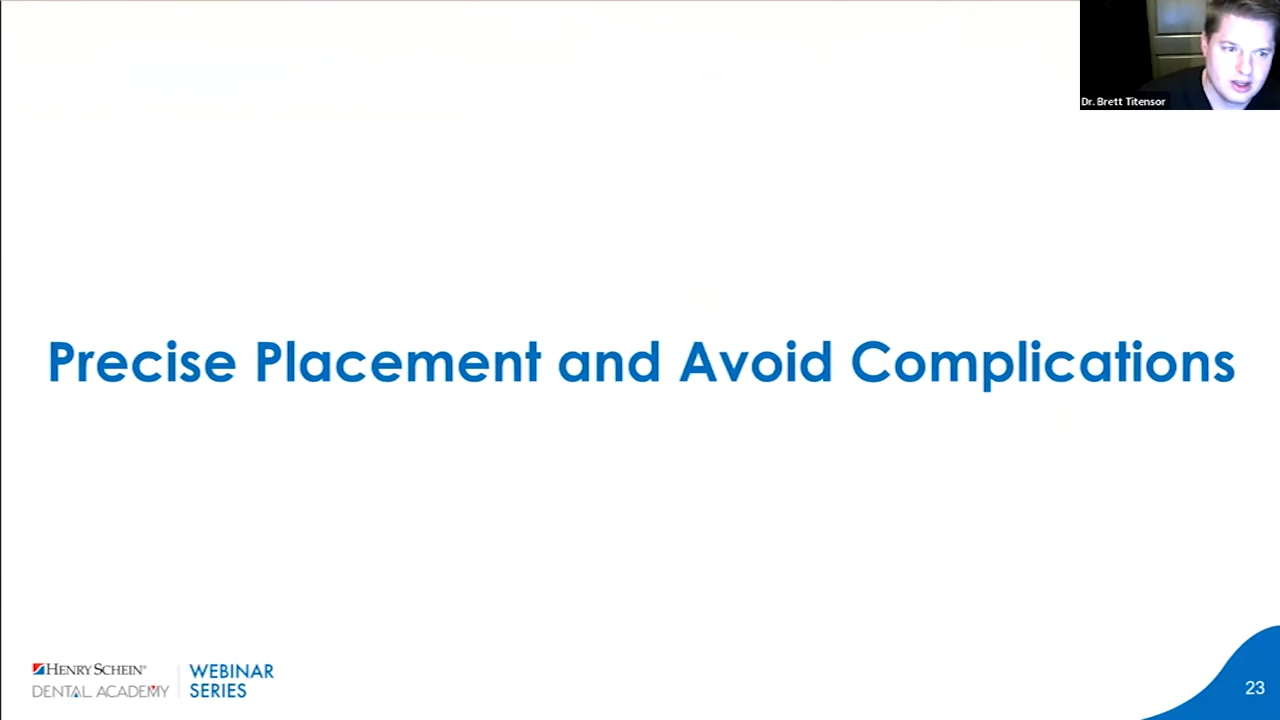 Dr. Brett Titensor
Precise Placement and Avoid Complications
HENRY SCHEIN®
DENTAL ACADEMY
WEBINAR
SERIES
23